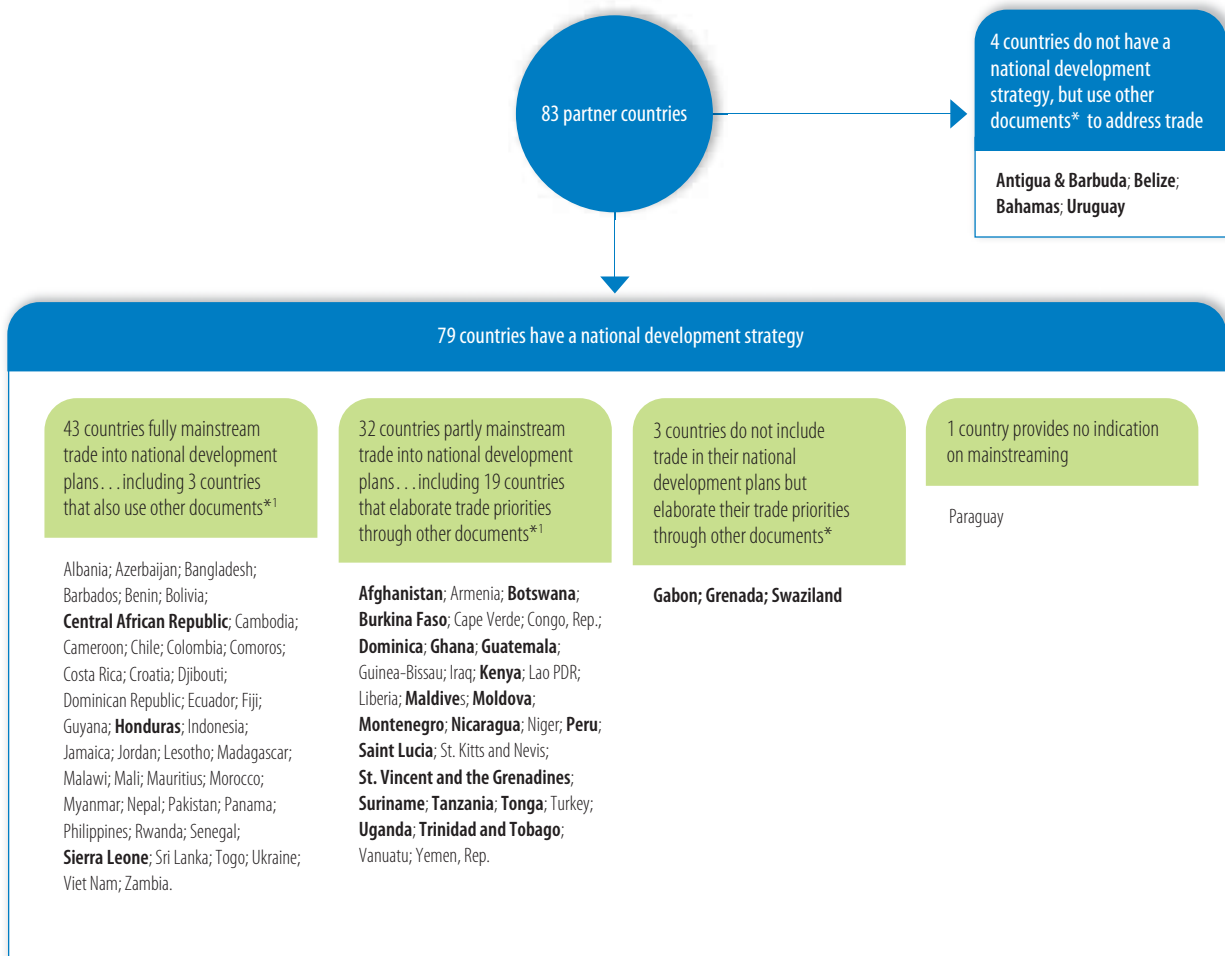 83 partner countries
4 countries do not have a
national development
strategy, but use other
documents* to address trade
Antigua & Barbuda; Belize;
Bahamas; Uruguay
79 countries have a national development strategy
43 countries fully mainstream
trade into national development
plans...including 3 countries
that also use other documents*1
Albania; Azerbaijan; Bangladesh;
Barbados; Benin; Bolivia;
Central African Republic; Cambodia;
Cameroon; Chile; Colombia; Comoros;
Costa Rica; Croatia; Djibouti;
Dominican Republic; Ecuador; Fiji;
Guyana; Honduras; Indonesia;
Jamaica; Jordan; Lesotho; Madagascar;
Malawi; Mali; Mauritius; Morocco;
Myanmar; Nepal; Pakistan; Panama;
Philippines; Rwanda; Senegal;
Sierra Leone; Sri Lanka; Togo; Ukraine;
Viet Nam; Zambia.
32 countries partly mainstream
trade into national development
plans...including 19 countries
that elaborate trade priorities
through other documents*1
Afghanistan; Armenia; Botswana;
Burkina Faso; Cape Verde; Congo, Rep.;
Dominica; Ghana; Guatemala;
Guinea-Bissau; Iraq; Kenya; Lao PDR;
Liberia; Maldives; Moldova;
Montenegro; Nicaragua; Niger; Peru;
Saint Lucia; St. Kitts and Nevis;
St. Vincent and the Grenadines;
Suriname; Tanzania; Tonga; Turkey;
Uganda; Trinidad and Tobago;
Vanuatu; Yemen, Rep.
3 countries do not include
trade in their national
development plans but
elaborate their trade priorities
through other documents*
Gabon; Grenada; Swaziland
1 country provides no indication
on mainstreaming
Paraguay